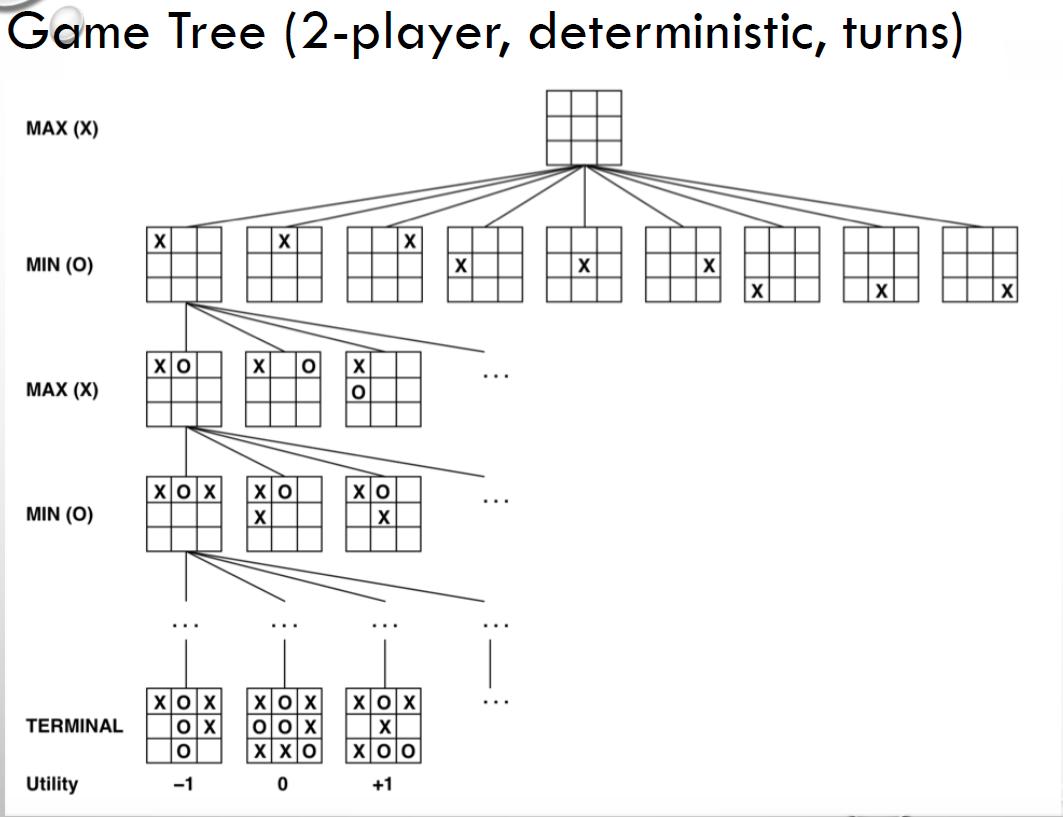 Game Tree (2-player, deterministic, turns)
MAX (X)
MIN (O)
X X X X X X X X X
MAX (X)
X O X O X
O
...
MIN (O)
X O X X O X O
X X
...
... ... ... ...
TERMINAL
X O X X O X X O X
O X O O X X
O X X O X O O
...
Utility
–1 0 +1